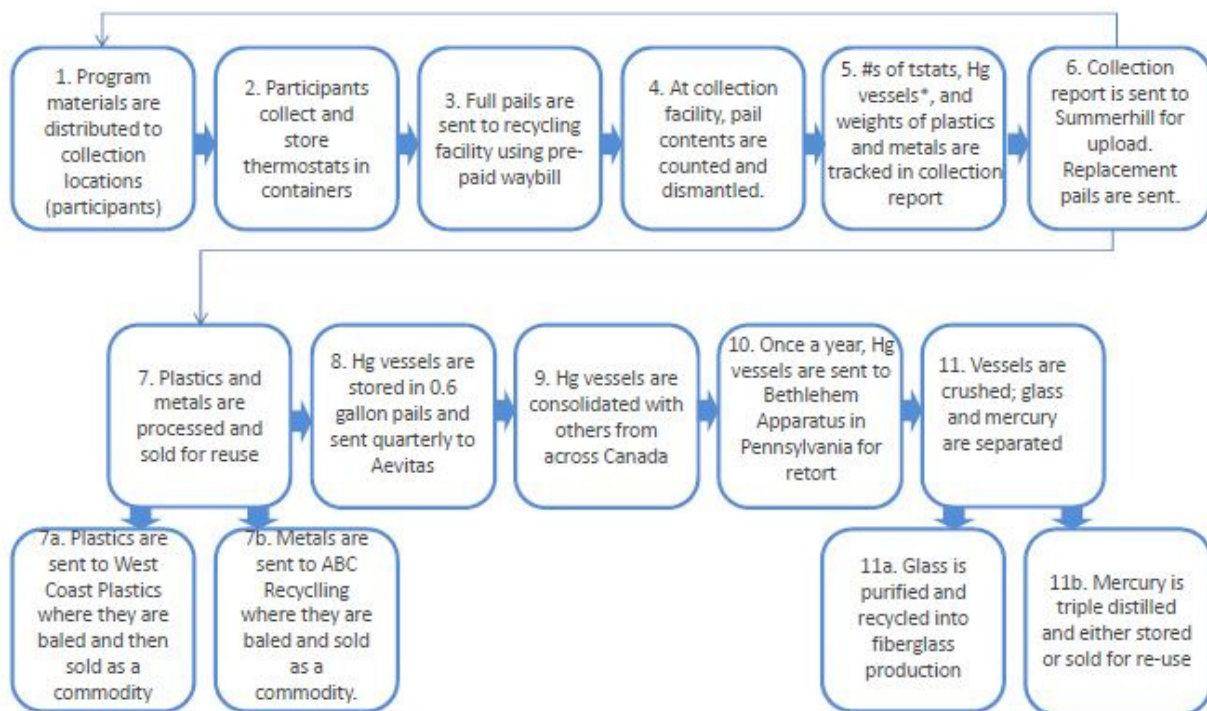 1. Program
materials are
distributed to
collection
locations
(participants)
2. Participants
collect and
store
thermostats in
containers
3. Full pails are
sent to recycling
facility using pre-
paid waybill
4. At collection
facility, pail
contents are
counted and
dismantled.
5. #s of tstats, Hg
vessels*, and
weights of plastics
and metals are
tracked in collection
report
6. Collection
report is sent to
Summerhill for
upload.
Replacement
pails are sent.
7. Plastics and
metals are
processed and
sold for reuse
8. Hg vessels are
stored in 0.6
gallon pails and
sent quarterly to
Aevitas
9. Hg vessels are
consolidated with
others from
across Canada
10. Once a year, Hg
vessels are sent to
Bethlehem
Apparatus in
Pennsylvania for
retort
11. Vessels are
crushed; glass
and mercury
are separated
7a. Plastics are
sent to West
Coast Plastics
where they are
baled and then
sold as a
commodity
7b. Metals are
sent to ABC
Recyclling
where they are
baled and sold
as a
commodity.
11a. Glass is
purified and
recycled into
fiberglass
production
11b. Mercury is
triple distilled
and either stored
or sold for re-use